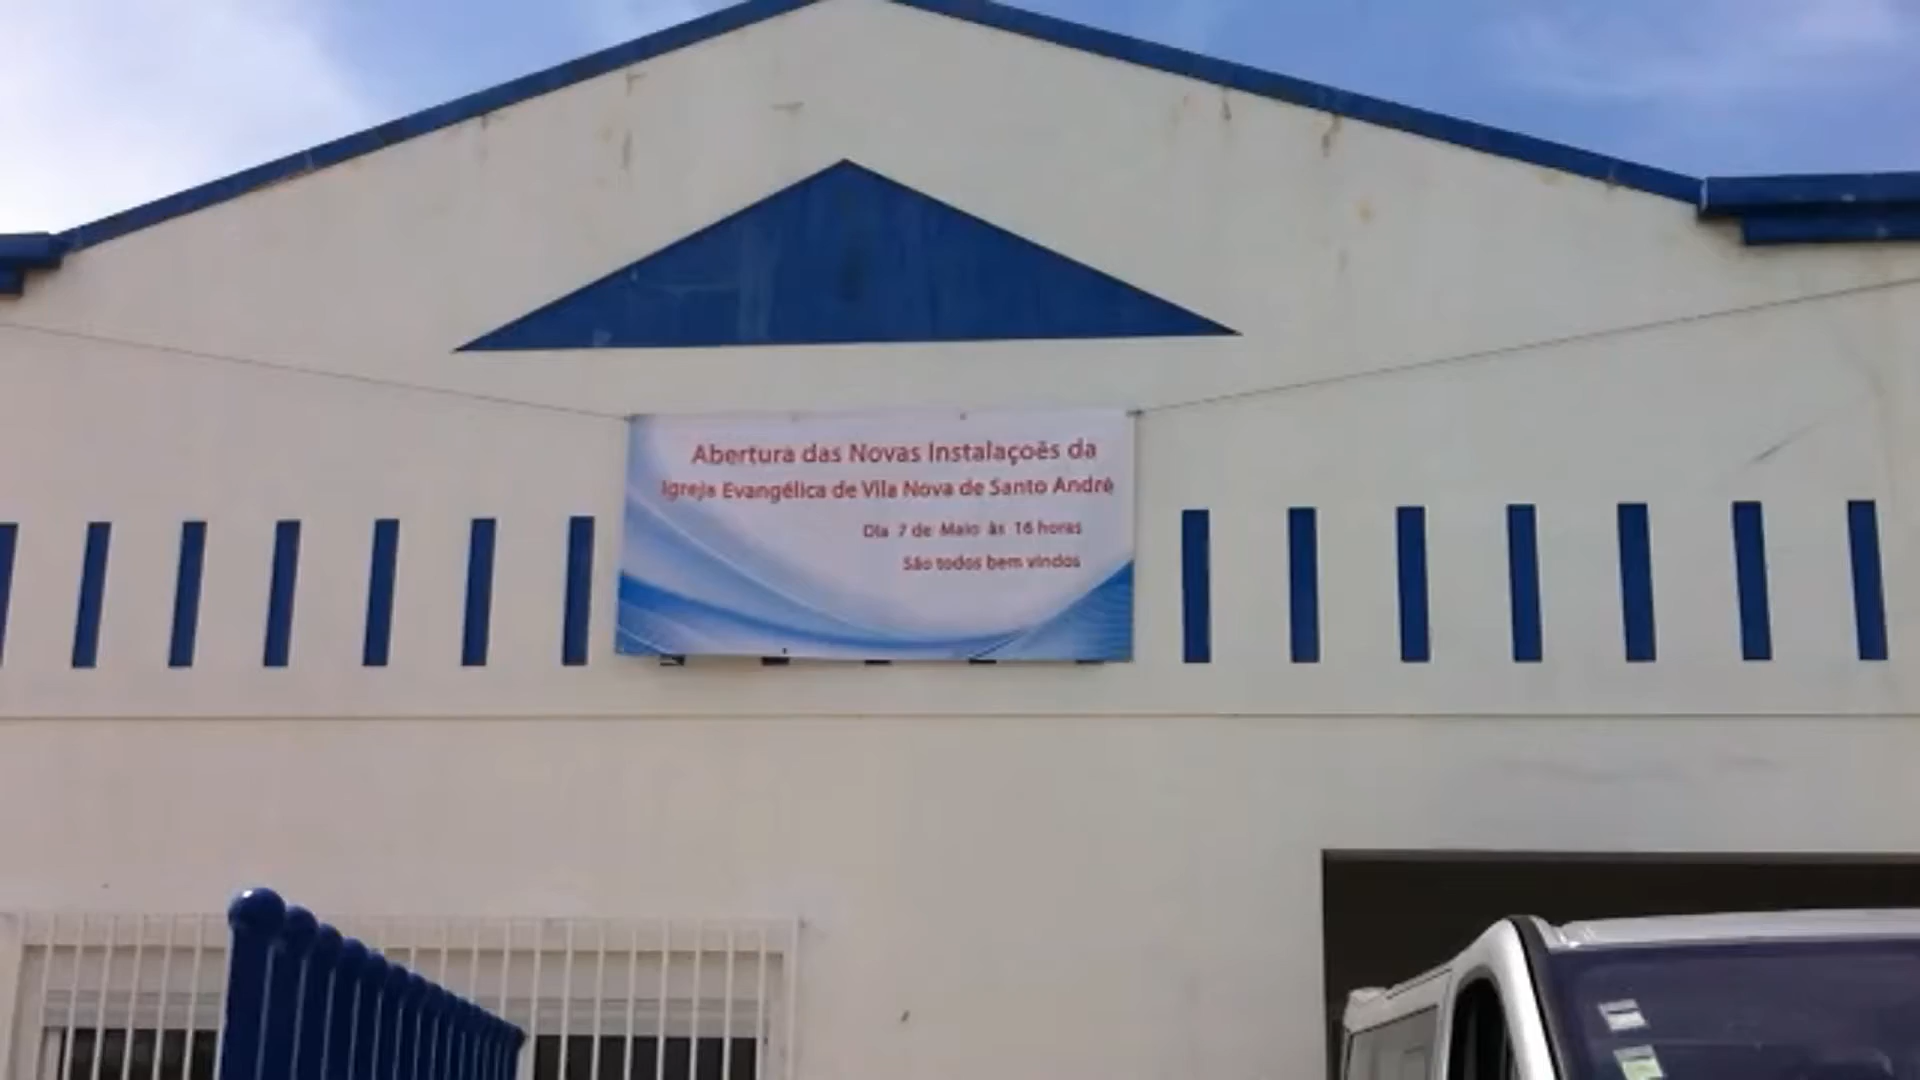 Abertura das Novas Instalaçoês da
Igreja Evangélica de Vila Nova de Santo André
Dia 7 de Maio às 16 horas
São todos bem vindos